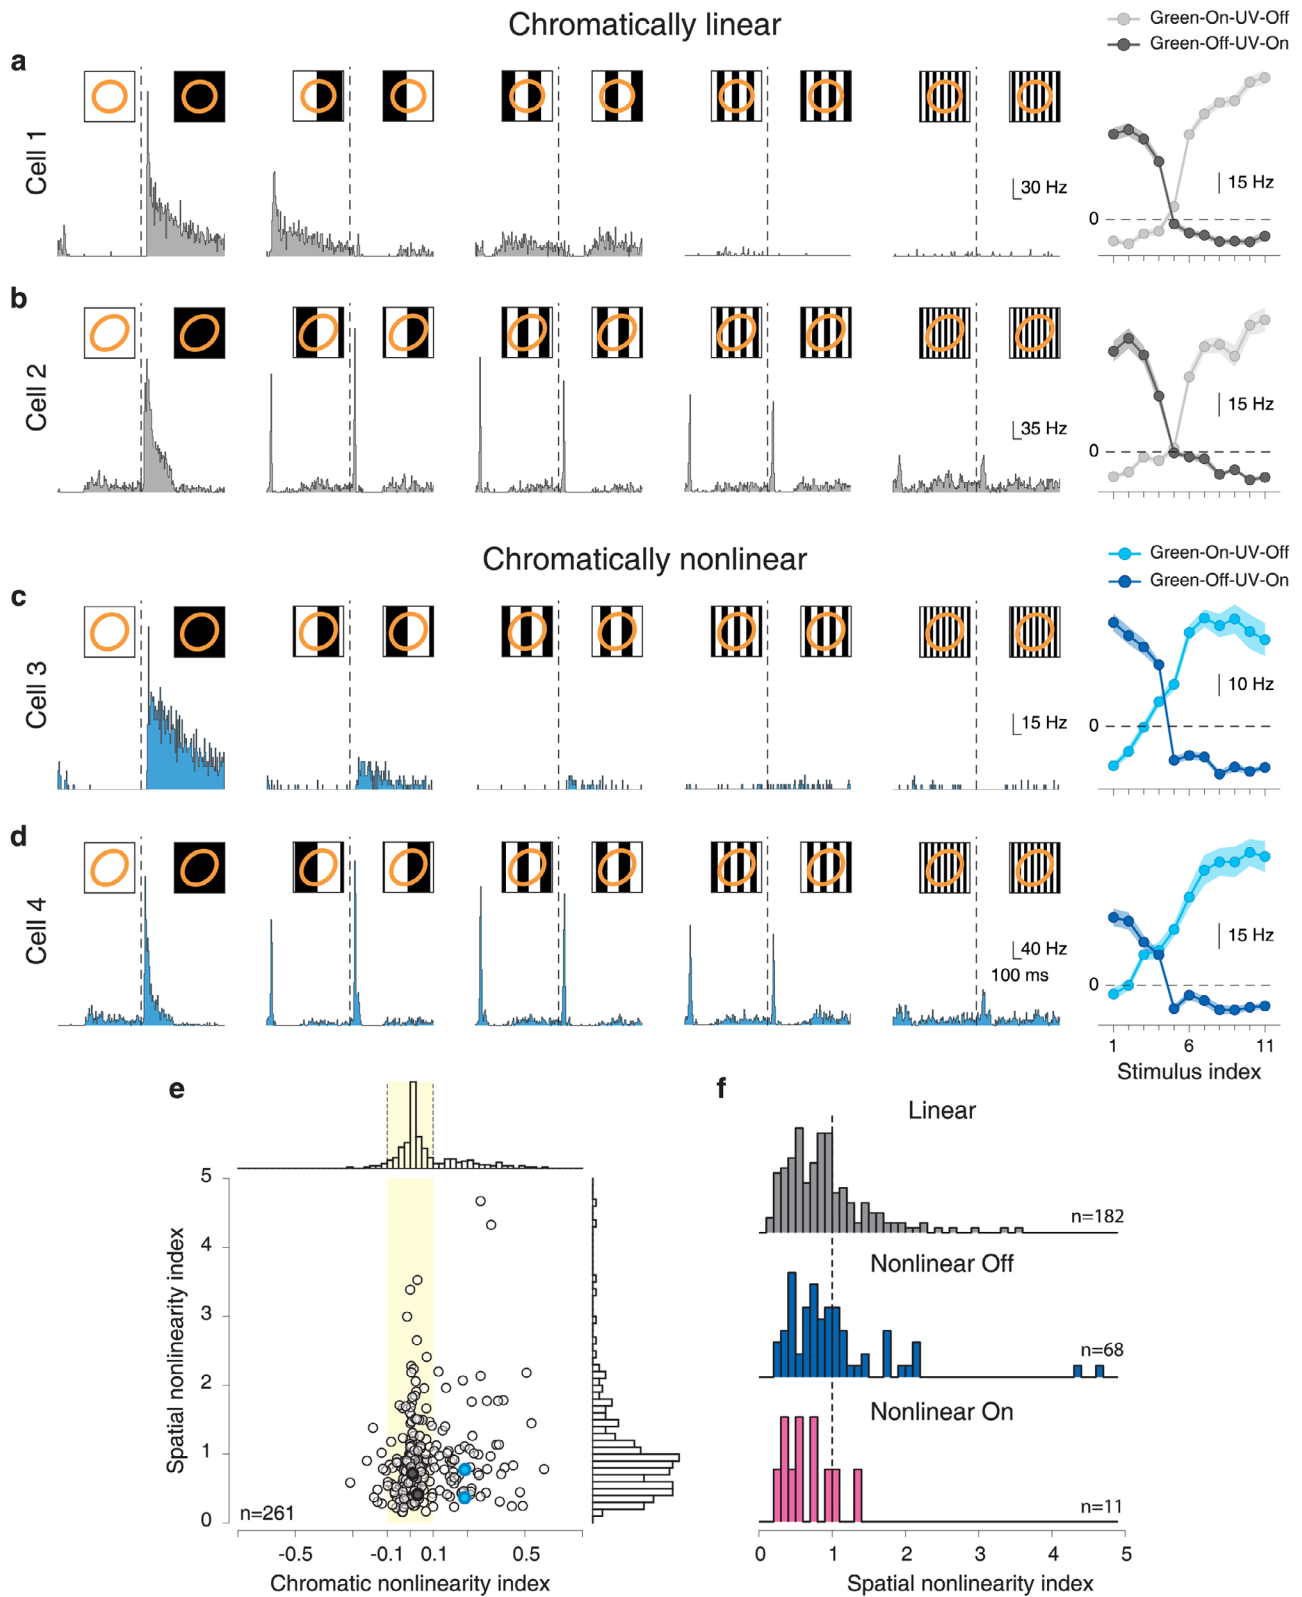 Chromatically linear
Green-On-UV-Off
Green-Off-UV-On
a
Cell 1
30 Hz
15 Hz
0
b
Cell 2
35 Hz
15 Hz
0
Chromatically nonlinear
Green-On-UV-Off
Green-Off-UV-On
c
Cell 3
15 Hz
10 Hz
0
d
Cell 4
40 Hz
100 ms
15 Hz
0
1 6 11
Stimulus index
e
5
4
3
2
1
0
Spatial nonlinearity index
n=261
-0.5 -0.1 0.1 0.5
Chromatic nonlinearity index
f
Linear
n=182
Nonlinear Off
n=68
Nonlinear On
n=11
0 1 2 3 4 5
Spatial nonlinearity index